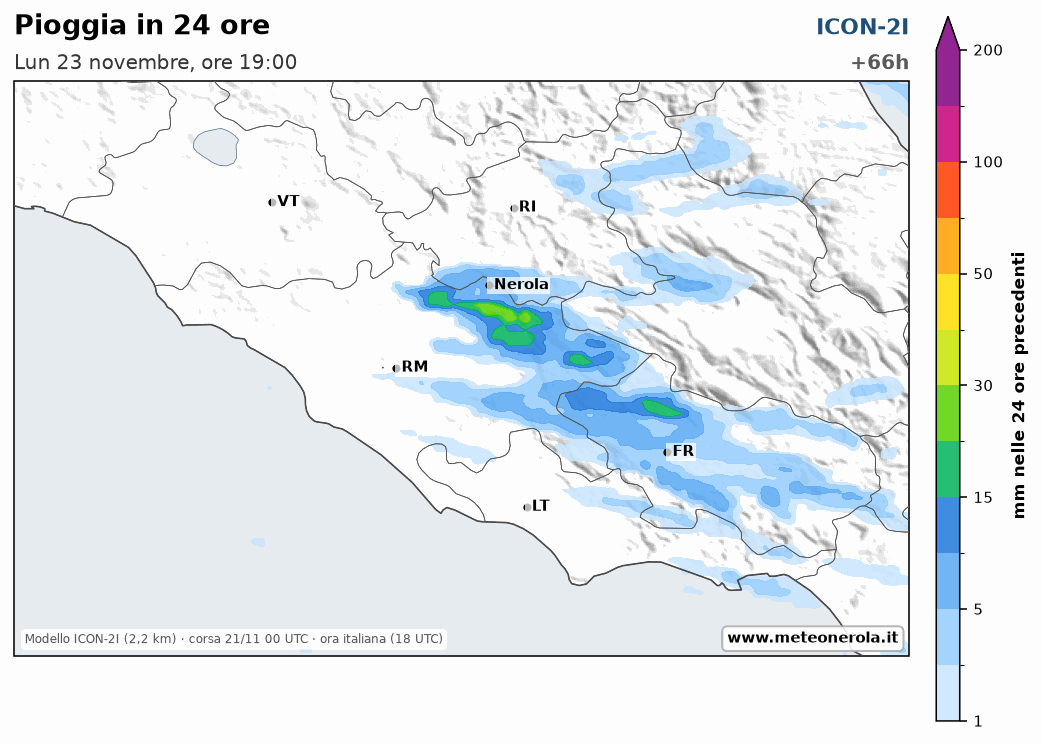 Pioggia in 24 ore
ICON-2I
Lun 23 novembre, ore 19:00
+66h
VT
RI
Nerola
RM
FR
LT
200
100
50
30
15
5
1
mm nelle 24 ore precedenti
Modello ICON-2I (2,2 km) · corsa 21/11 00 UTC · ora italiana (18 UTC)
www.meteonerola.it